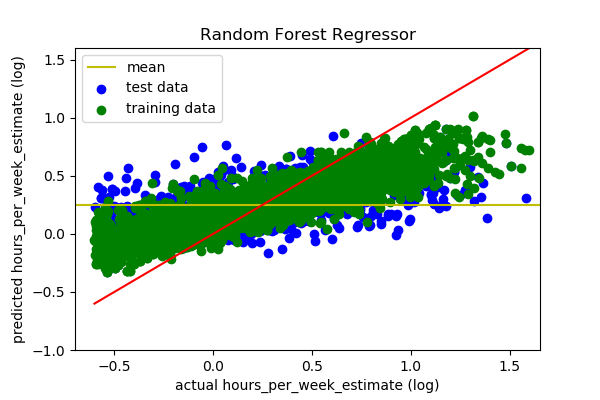 Random Forest Regressor
mean
test data
training data
predicted hours_per_week_estimate (log)
1.5
1.0
0.5
0.0
−0.5
−1.0
−0.5
0.0
0.5
1.0
1.5
actual hours_per_week_estimate (log)